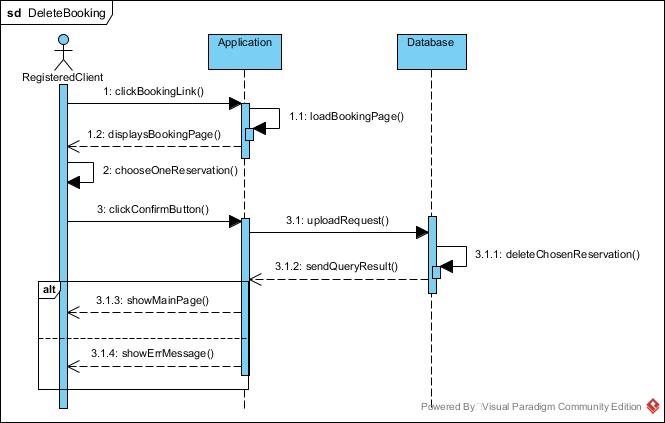 sd DeleteBooking
Application
Database
RegisteredClient
1: clickBookingLink()
1.1: loadBookingPage()
1.2: displaysBookingPage()
2: chooseOneReservation()
3: clickConfirmButton()
3.1: uploadRequest()
3.1.1: deleteChosenReservation()
3.1.2: sendQueryResult()
alt
3.1.3: showMainPage()
3.1.4: showErrMessage()
Powered By Visual Paradigm Community Edition